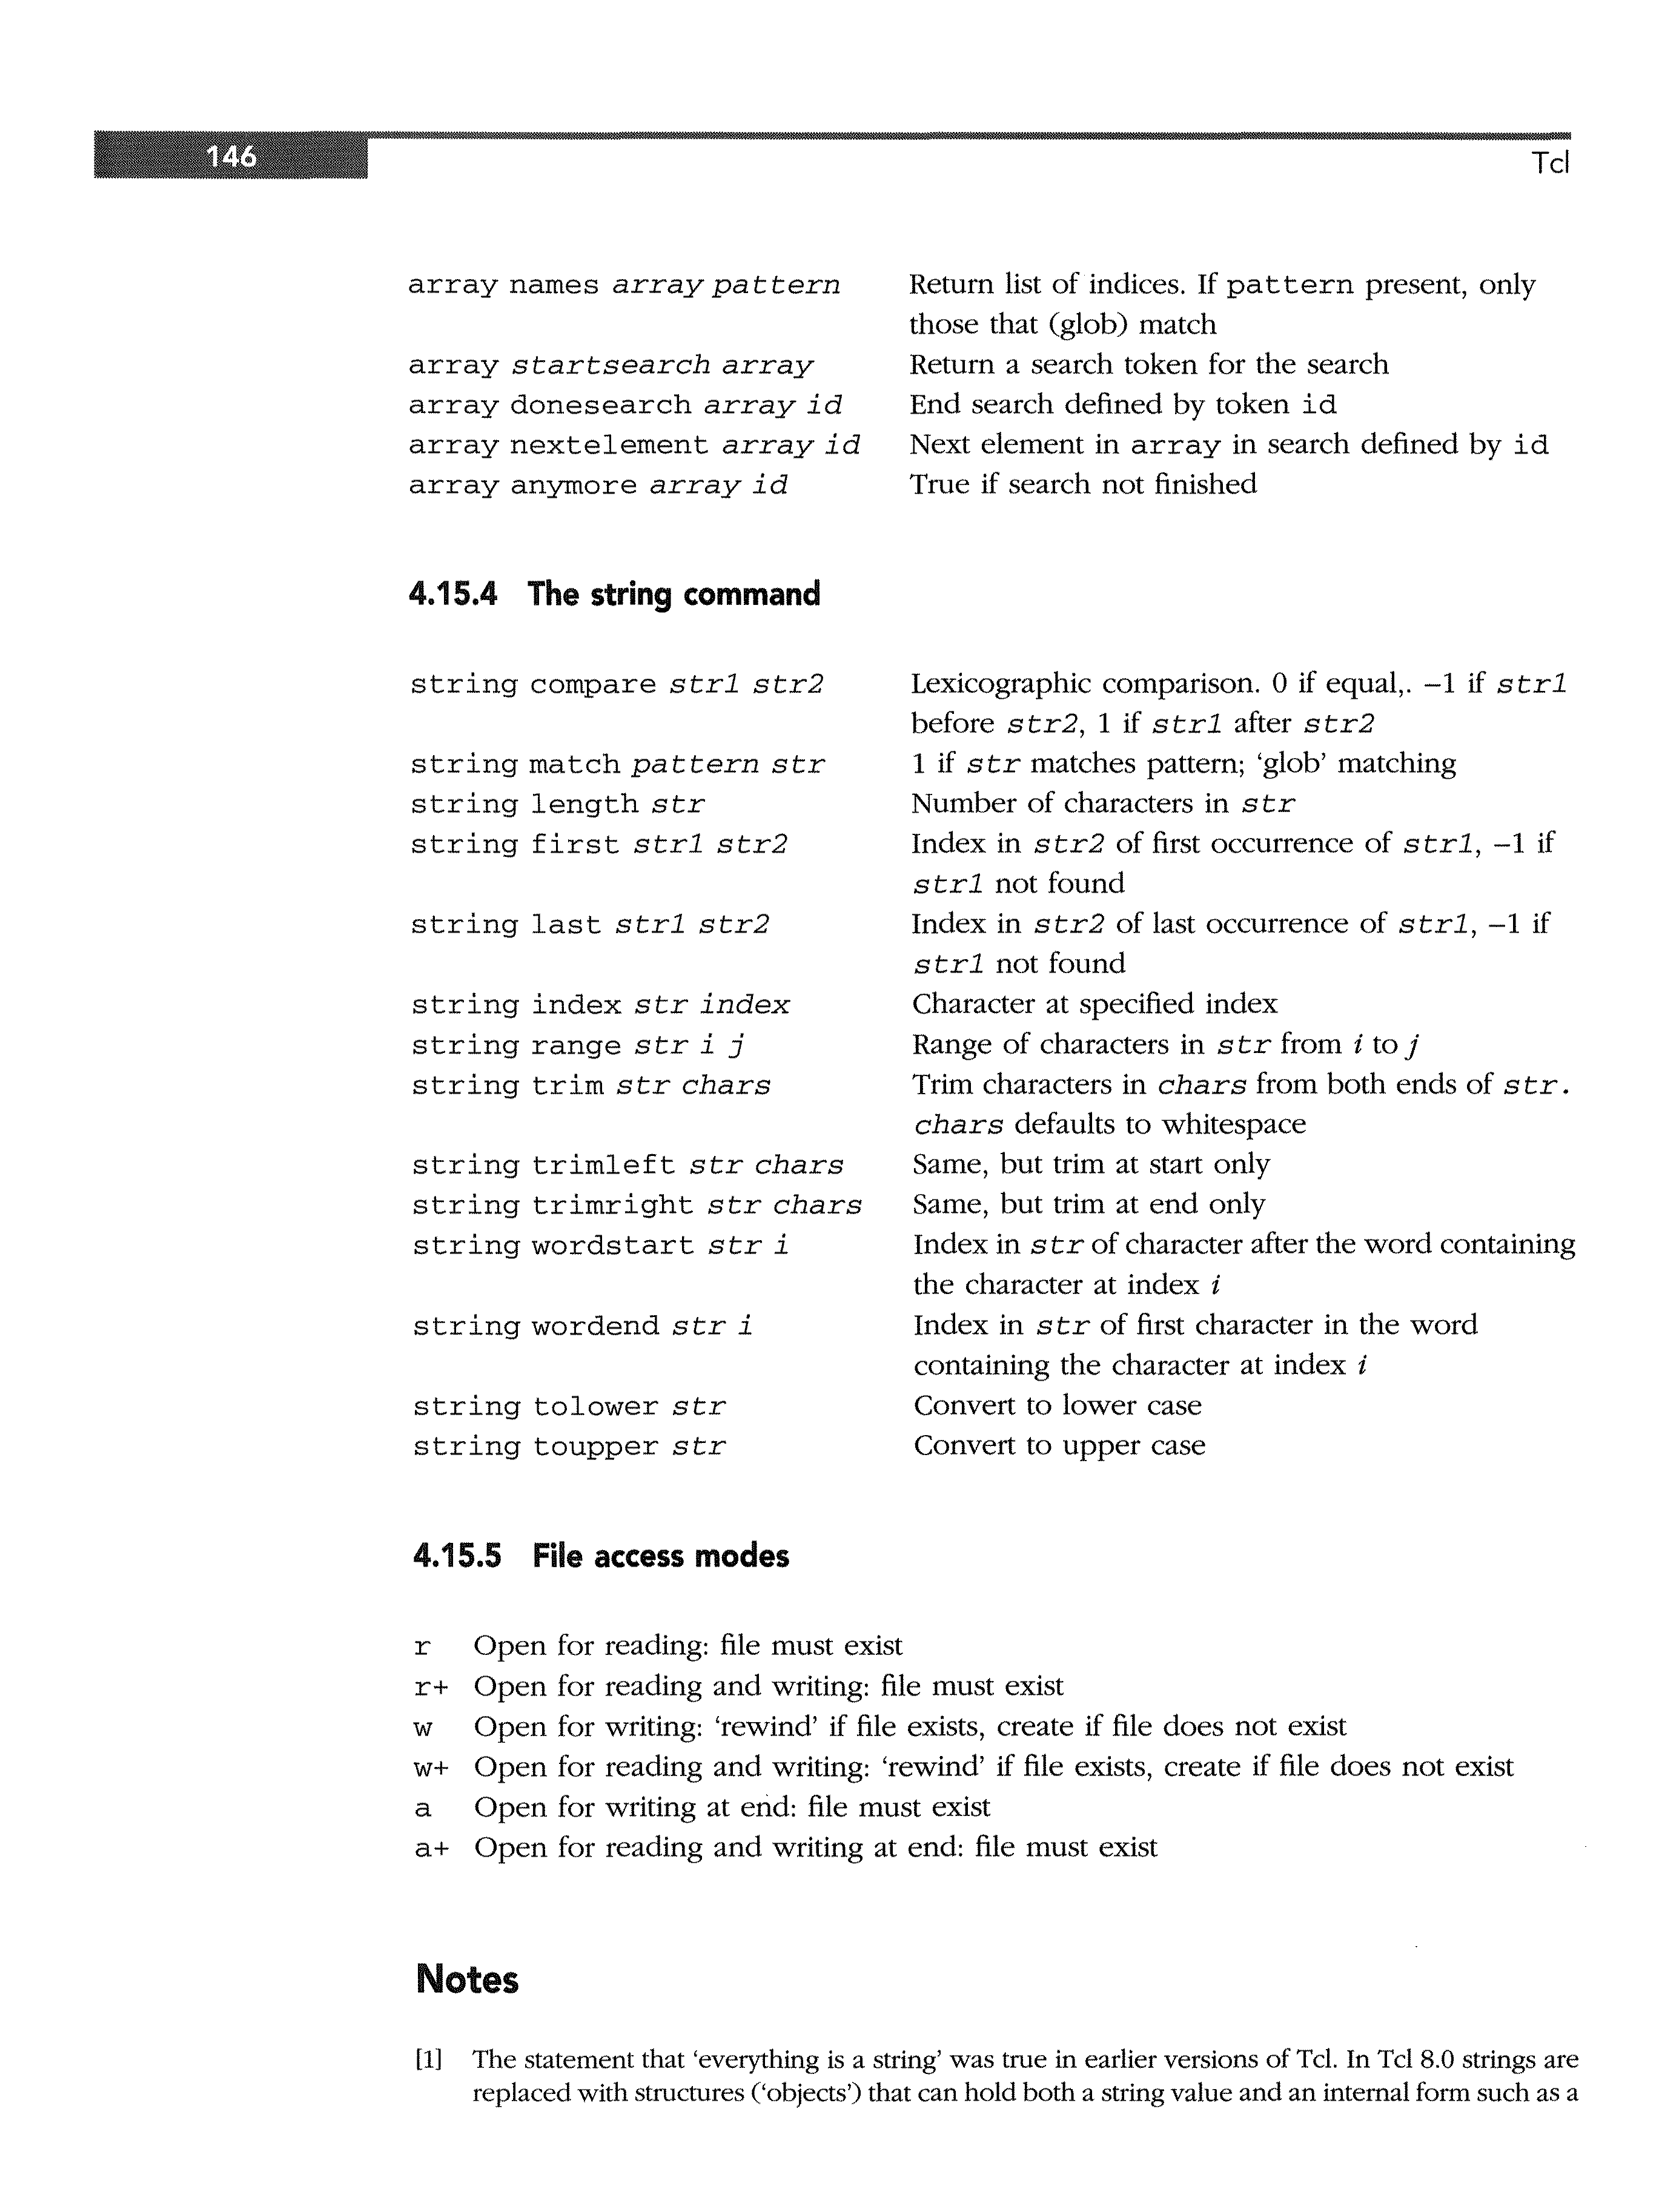 146
Tcl
array names array pattern Return list of indices. If pattern present, only
those that (glob) match
array startsearch array Return a search token for the search
array donesearch array id End search defined by token id
array nextelement array id Next element in array in search defined by id
array anymore array id True if search not finished
4.15.4 The string command
string compare str1 str2 Lexicographic comparison. 0 if equal,. –1 if str1
before str2, 1 if str1 after str2
string match pattern str 1 if str matches pattern; ‘glob’ matching
string length str Number of characters in str
string first str1 str2 Index in str2 of first occurrence of str1, –1 if
str1 not found
string last str1 str2 Index in str2 of last occurrence of str1, –1 if
str1 not found
string index str index Character at specified index
string range str i j Range of characters in str from i to j
string trim str chars Trim characters in chars from both ends of str.
chars defaults to whitespace
string trimleft str chars Same, but trim at start only
string trimright str chars Same, but trim at end only
string wordstart str i Index in str of character after the word containing
the character at index i
string wordend str i Index in str of first character in the word
containing the character at index i
string tolower str Convert to lower case
string toupper str Convert to upper case
4.15.5 File access modes
r Open for reading: file must exist
r+ Open for reading and writing: file must exist
w Open for writing: ‘rewind’ if file exists, create if file does not exist
w+ Open for reading and writing: ‘rewind’ if file exists, create if file does not exist
a Open for writing at end: file must exist
a+ Open for reading and writing at end: file must exist
Notes
[1] The statement that ‘everything is a string’ was true in earlier versions of Tcl. In Tcl 8.0 strings are
replaced with structures (‘objects’) that can hold both a string value and an internal form such as a